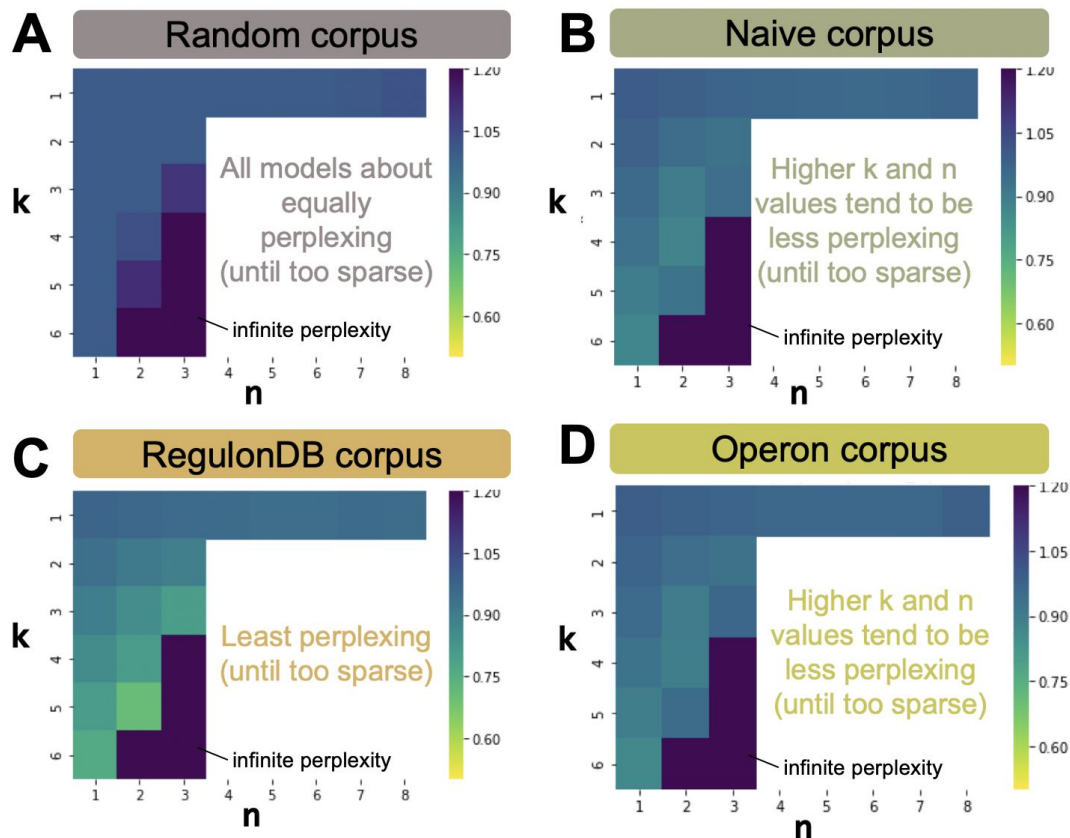 A
Random corpus
1.20
1.05
0.90
0.75
0.60
1
2
3
4
5
6
k
All models about
equally
perplexing
(until too sparse)
infinite perplexity
1 2 3 4 5 6 7 8
n
B
Naive corpus
1.20
1.05
0.90
0.75
0.60
1
2
3
4
5
6
k
Higher k and n
values tend to be
less perplexing
(until too sparse)
infinite perplexity
1 2 3 4 5 6 7 8
n
C
RegulonDB corpus
1.20
1.05
0.90
0.75
0.60
1
2
3
4
5
6
k
Least perplexing
(until too sparse)
infinite perplexity
1 2 3 4 5 6 7 8
n
D
Operon corpus
1.20
1.05
0.90
0.75
0.60
1
2
3
4
5
6
k
Higher k and n
values tend to be
less perplexing
(until too sparse)
infinite perplexity
1 2 3 4 5 6 7 8
n